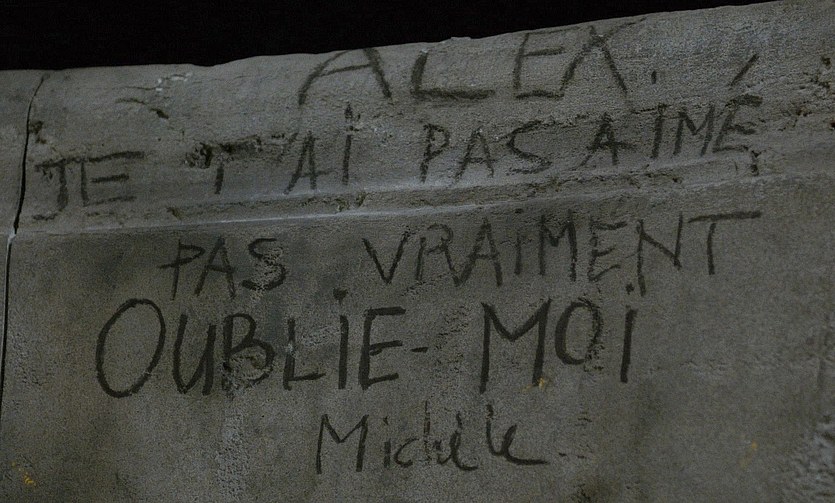 ALEX.
JE T'AI PAS AIMÉ
PAS VRAIMENT
OUBLIE-MOI
Michèle